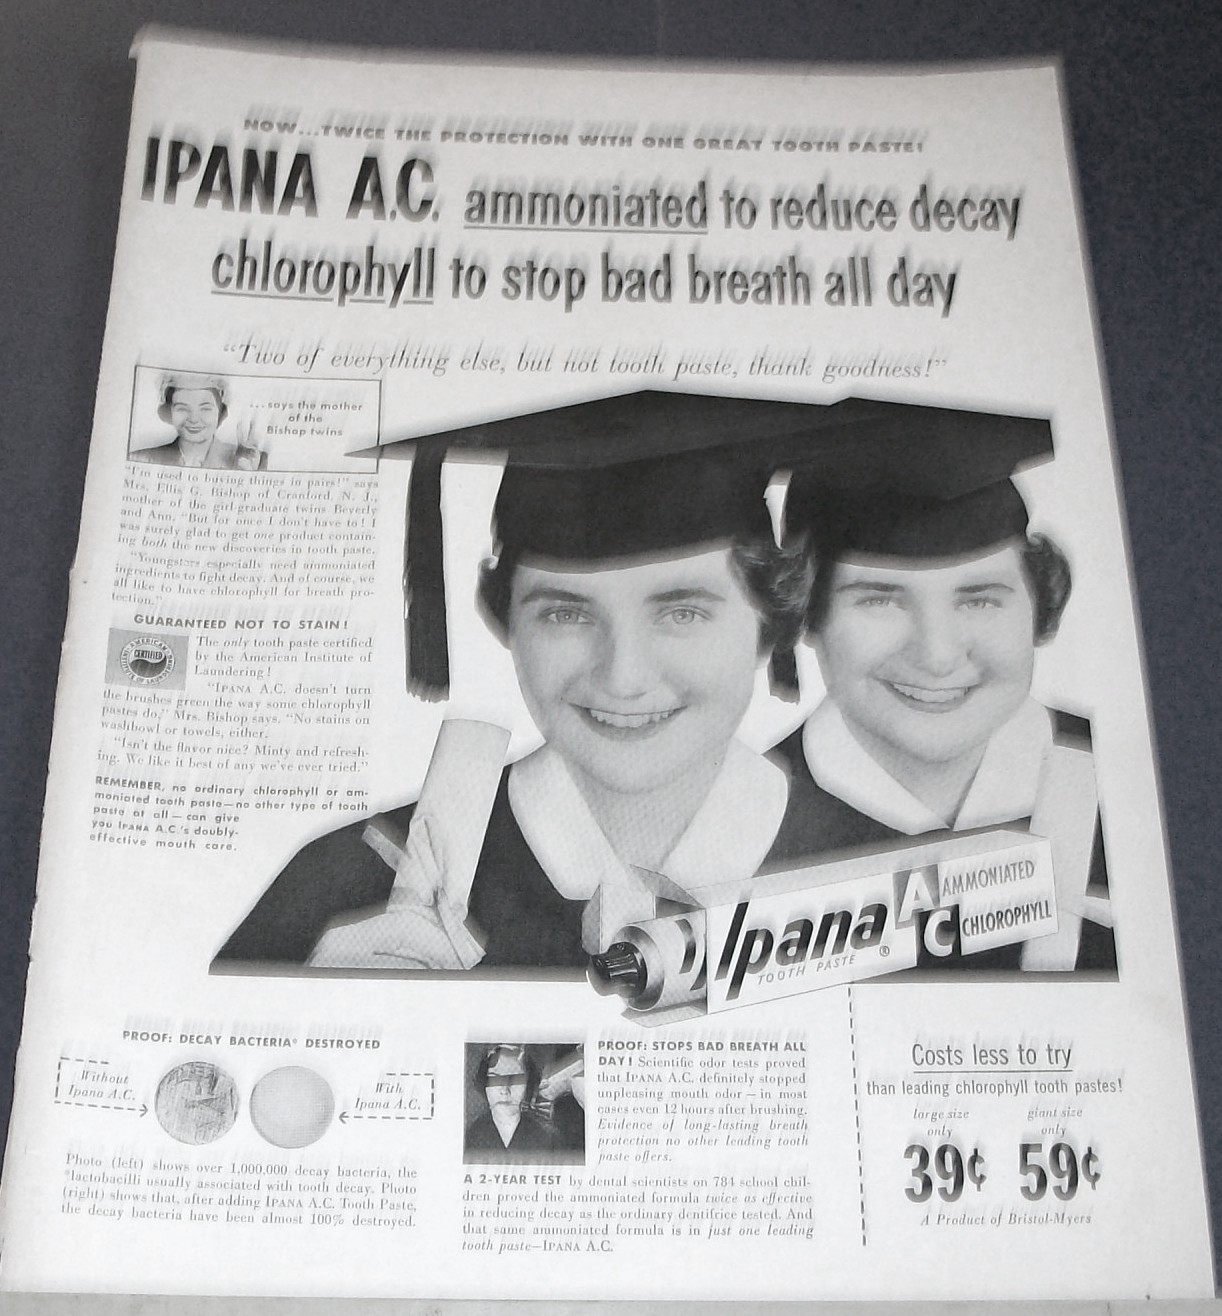 NOW...TWICE THE PROTECTION WITH ONE GREAT TOOTH PASTE!
IPANA A.C. ammoniated to reduce decay
chlorophyll to stop bad breath all day
"Two of everything else, but not tooth paste, thank goodness!"
...says the mother
of the
Bishop twins
"I'm used to having things in pairs!" says
Mrs. Ellis G. Bishop of Cranford, N. J.,
mother of the girl-graduate twins Beverly
and Ann. "But for once I don't have to! I
was surely glad to get one product contain-
ing both the new discoveries in tooth paste.
"Youngsters especially need ammoniated
ingredients to fight decay. And of course, we
all like to have chlorophyll for breath pro-
tection."
GUARANTEED NOT TO STAIN!
The only tooth paste certified
by the American Institute of
Laundering!
AMERICAN
CERTIFIED
INSTITUTE OF LAUNDERING
"IPANA A.C. doesn't turn
the brushes green the way some chlorophyll
pastes do," Mrs. Bishop says. "No stains on
washbowl or towels, either.
"Isn't the flavor nice? Minty and refresh-
ing. We like it best of any we've ever tried."
REMEMBER, no ordinary chlorophyll or am-
moniated tooth paste—no other type of tooth
paste at all — can give
you IPANA A.C.'s doubly-
effective mouth care.
Ipana A AMMONIATED
C CHLOROPHYLL
TOOTH PASTE ®
PROOF: DECAY BACTERIA* DESTROYED
Without
Ipana A.C.
With
Ipana A.C.
Photo (left) shows over 1,000,000 decay bacteria, the
*lactobacilli usually associated with tooth decay. Photo
(right) shows that, after adding IPANA A.C. Tooth Paste,
the decay bacteria have been almost 100% destroyed.
PROOF: STOPS BAD BREATH ALL
DAY! Scientific odor tests proved
that IPANA A.C. definitely stopped
unpleasing mouth odor — in most
cases even 12 hours after brushing.
Evidence of long-lasting breath
protection no other leading tooth
paste offers.
A 2-YEAR TEST by dental scientists on 784 school chil-
dren proved the ammoniated formula twice as effective
in reducing decay as the ordinary dentifrice tested. And
that same ammoniated formula is in just one leading
tooth paste—IPANA A.C.
Costs less to try
than leading chlorophyll tooth pastes!
large size
only
39¢
giant size
only
59¢
A Product of Bristol-Myers